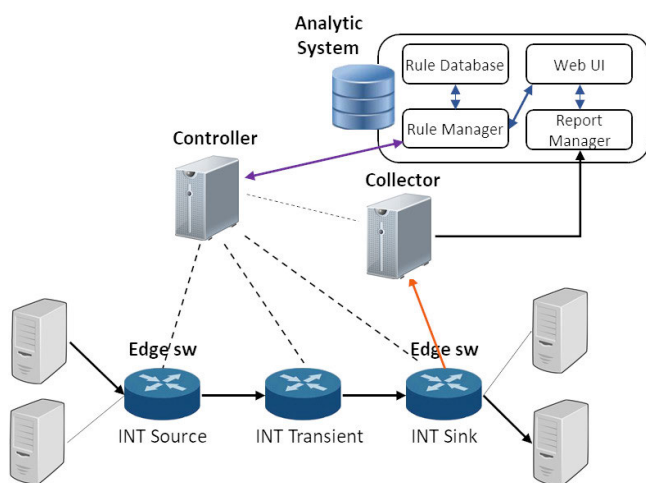 Analytic
System
Rule Database
Web UI
Rule Manager
Report
Manager
Controller
Collector
Edge sw
Edge sw
INT Source
INT Transient
INT Sink